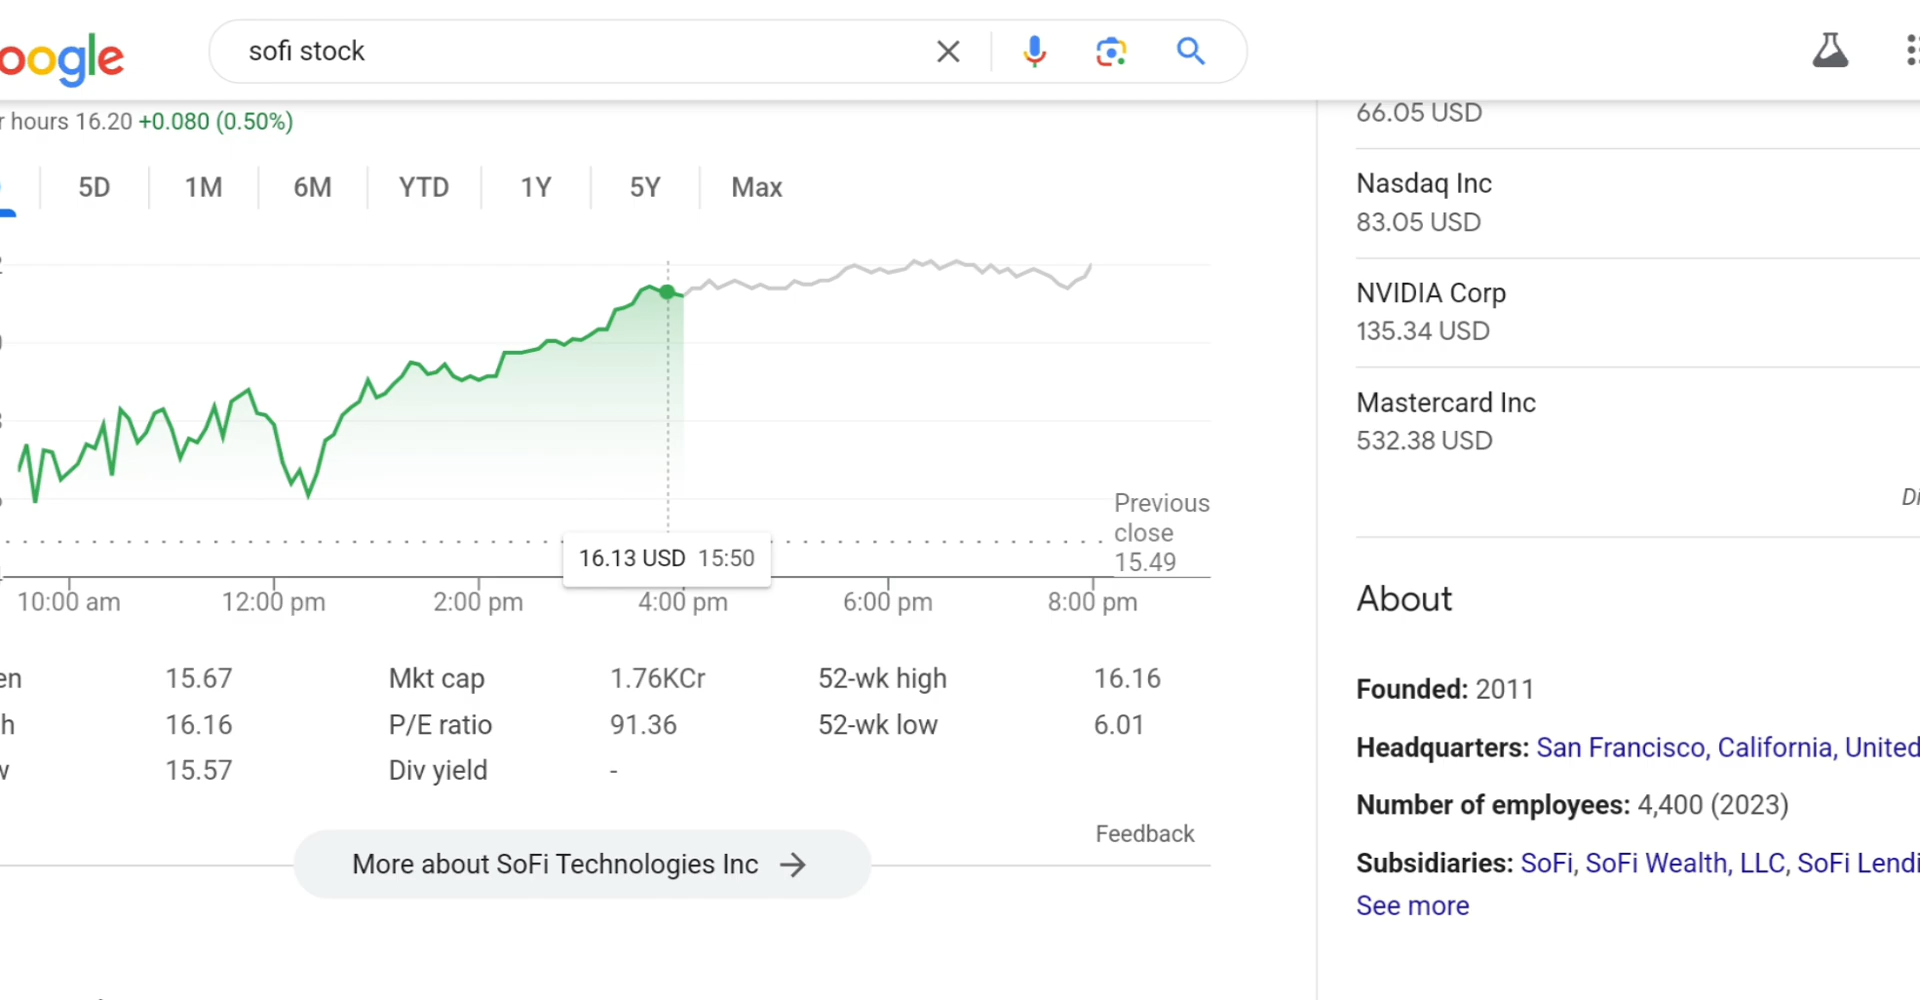 oogle
sofi stock
r hours 16.20 +0.080 (0.50%)
5D 1M 6M YTD 1Y 5Y Max
16.13 USD 15:50
Previous
close
15.49
10:00 am 12:00 pm 2:00 pm 4:00 pm 6:00 pm 8:00 pm
en 15.67 Mkt cap 1.76KCr 52-wk high 16.16
h 16.16 P/E ratio 91.36 52-wk low 6.01
w 15.57 Div yield -
Feedback
More about SoFi Technologies Inc
66.05 USD
Nasdaq Inc
83.05 USD
NVIDIA Corp
135.34 USD
Mastercard Inc
532.38 USD
Di
About
Founded: 2011
Headquarters: San Francisco, California, United
Number of employees: 4,400 (2023)
Subsidiaries: SoFi, SoFi Wealth, LLC, SoFi Lendi
See more